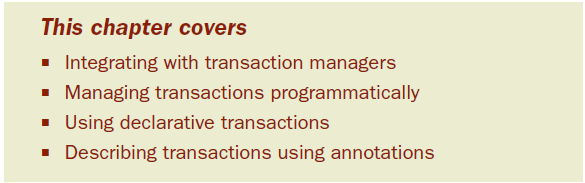 This chapter covers
▪ Integrating with transaction managers
▪ Managing transactions programmatically
▪ Using declarative transactions
▪ Describing transactions using annotations